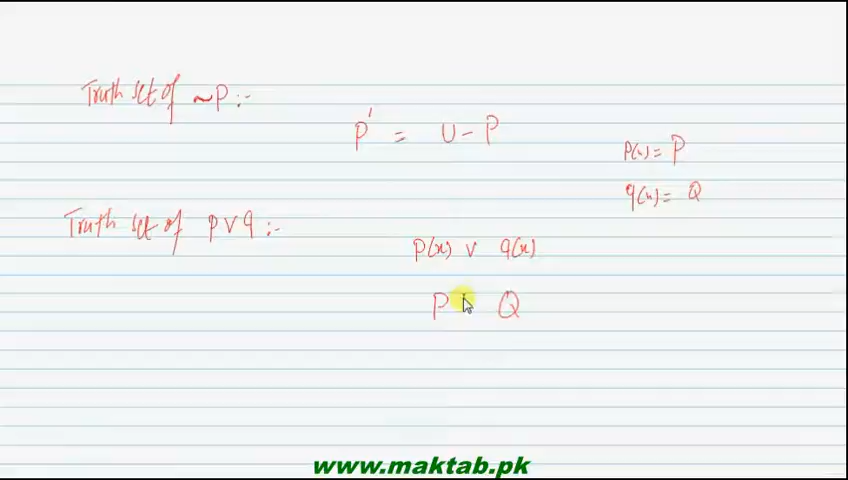 Truth set of ~P :-
P' = U - P
P(x) = P
q(x) = Q
Truth set of p ∨ q :-
P(x) ∨ q(x)
P Q
www.maktab.pk